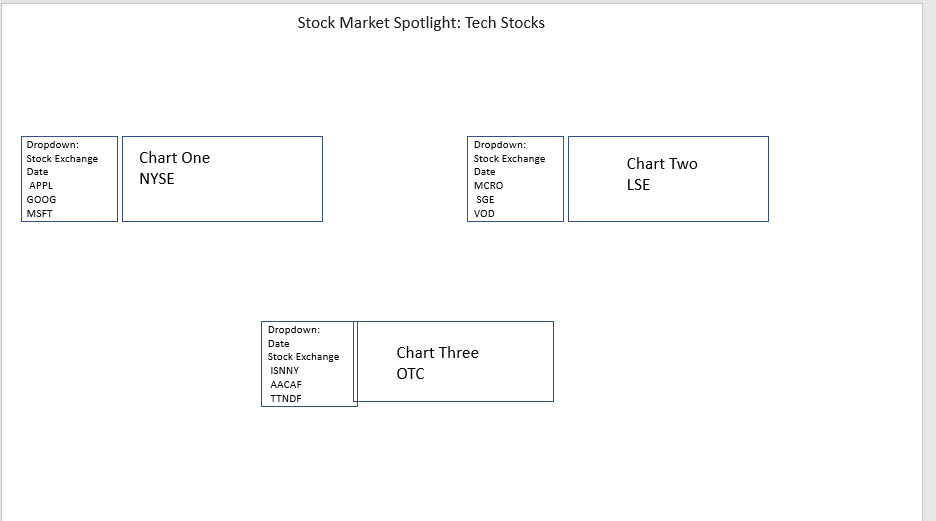 Stock Market Spotlight: Tech Stocks
Dropdown:
Stock Exchange
Date
APPL
GOOG
MSFT
Chart One
NYSE
Dropdown:
Stock Exchange
Date
MCRO
SGE
VOD
Chart Two
LSE
Dropdown:
Date
Stock Exchange
ISNNY
AACAF
TTNDF
Chart Three
OTC